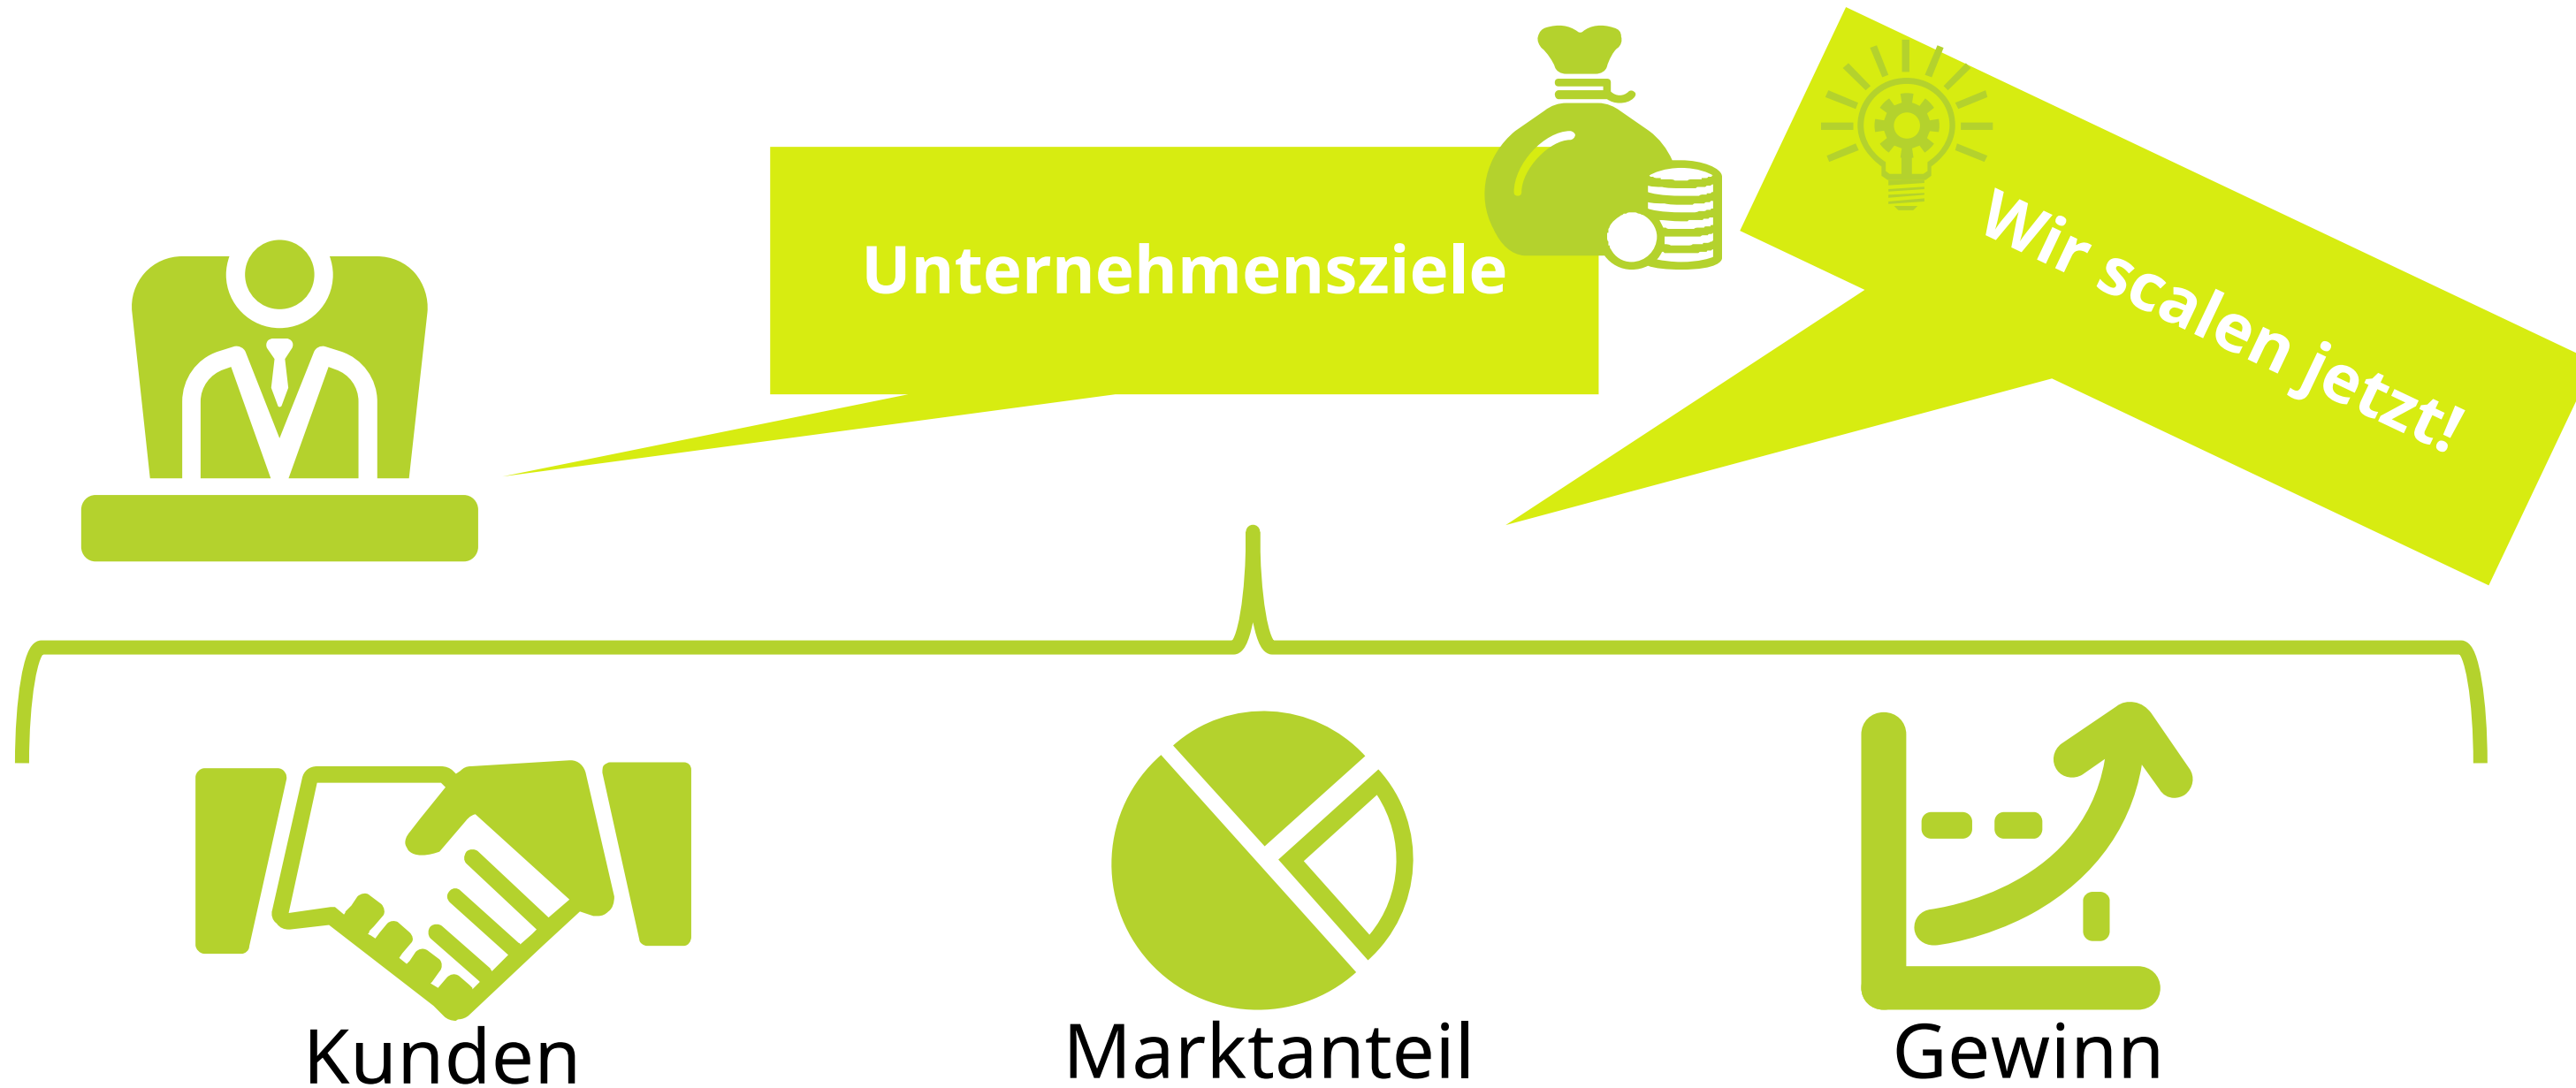 Unternehmensziele
Wir scalen jetzt!
Kunden
Marktanteil
Gewinn